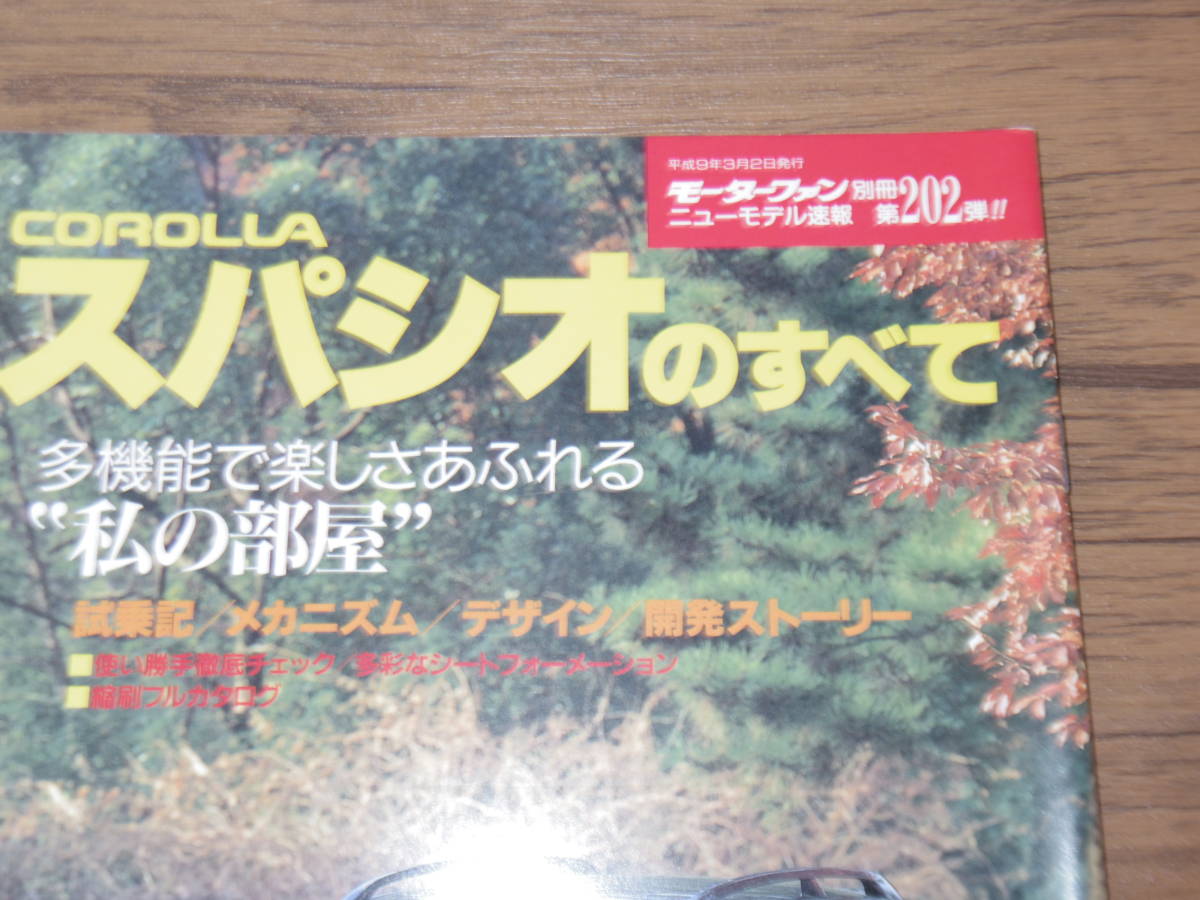 平成9年3月2日発行
モーターファン 別冊
ニューモデル速報 第202弾!!
COROLLA
スパシオのすべて
多機能で楽しさあふれる
“私の部屋”
試乗記/メカニズム/デザイン/開発ストーリー
■使い勝手徹底チェック/多彩なシートフォーメーション
■縮刷フルカタログ